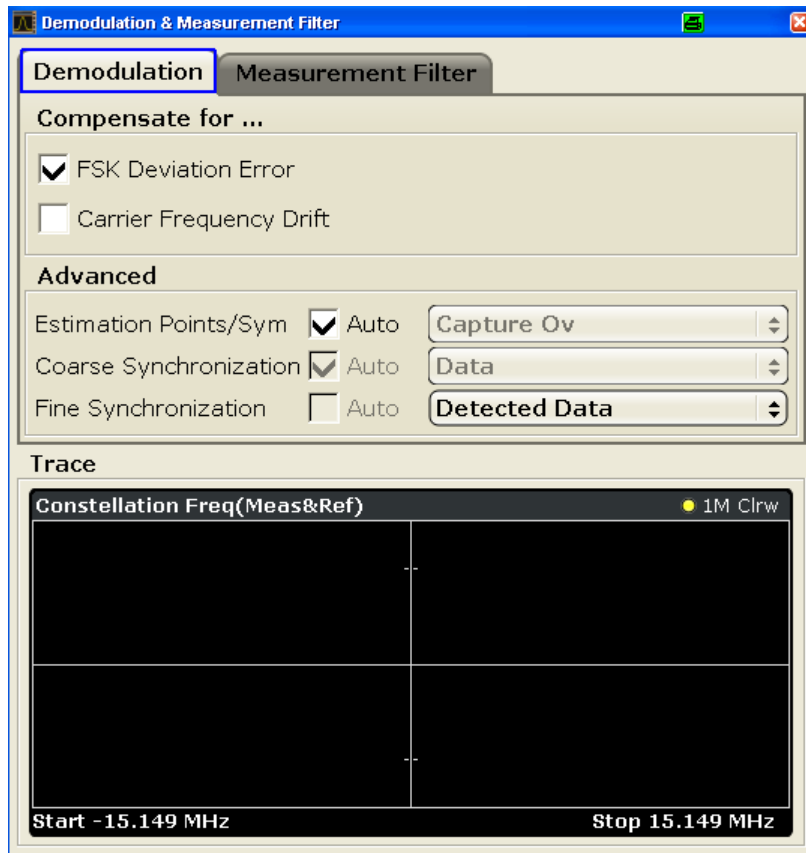 Demodulation & Measurement Filter
Demodulation
Measurement Filter
Compensate for ...
FSK Deviation Error
Carrier Frequency Drift
Advanced
Estimation Points/Sym Auto Capture Ov
Coarse Synchronization Auto Data
Fine Synchronization Auto Detected Data
Trace
Constellation Freq(Meas&Ref) 1M Clrw
Start -15.149 MHz Stop 15.149 MHz